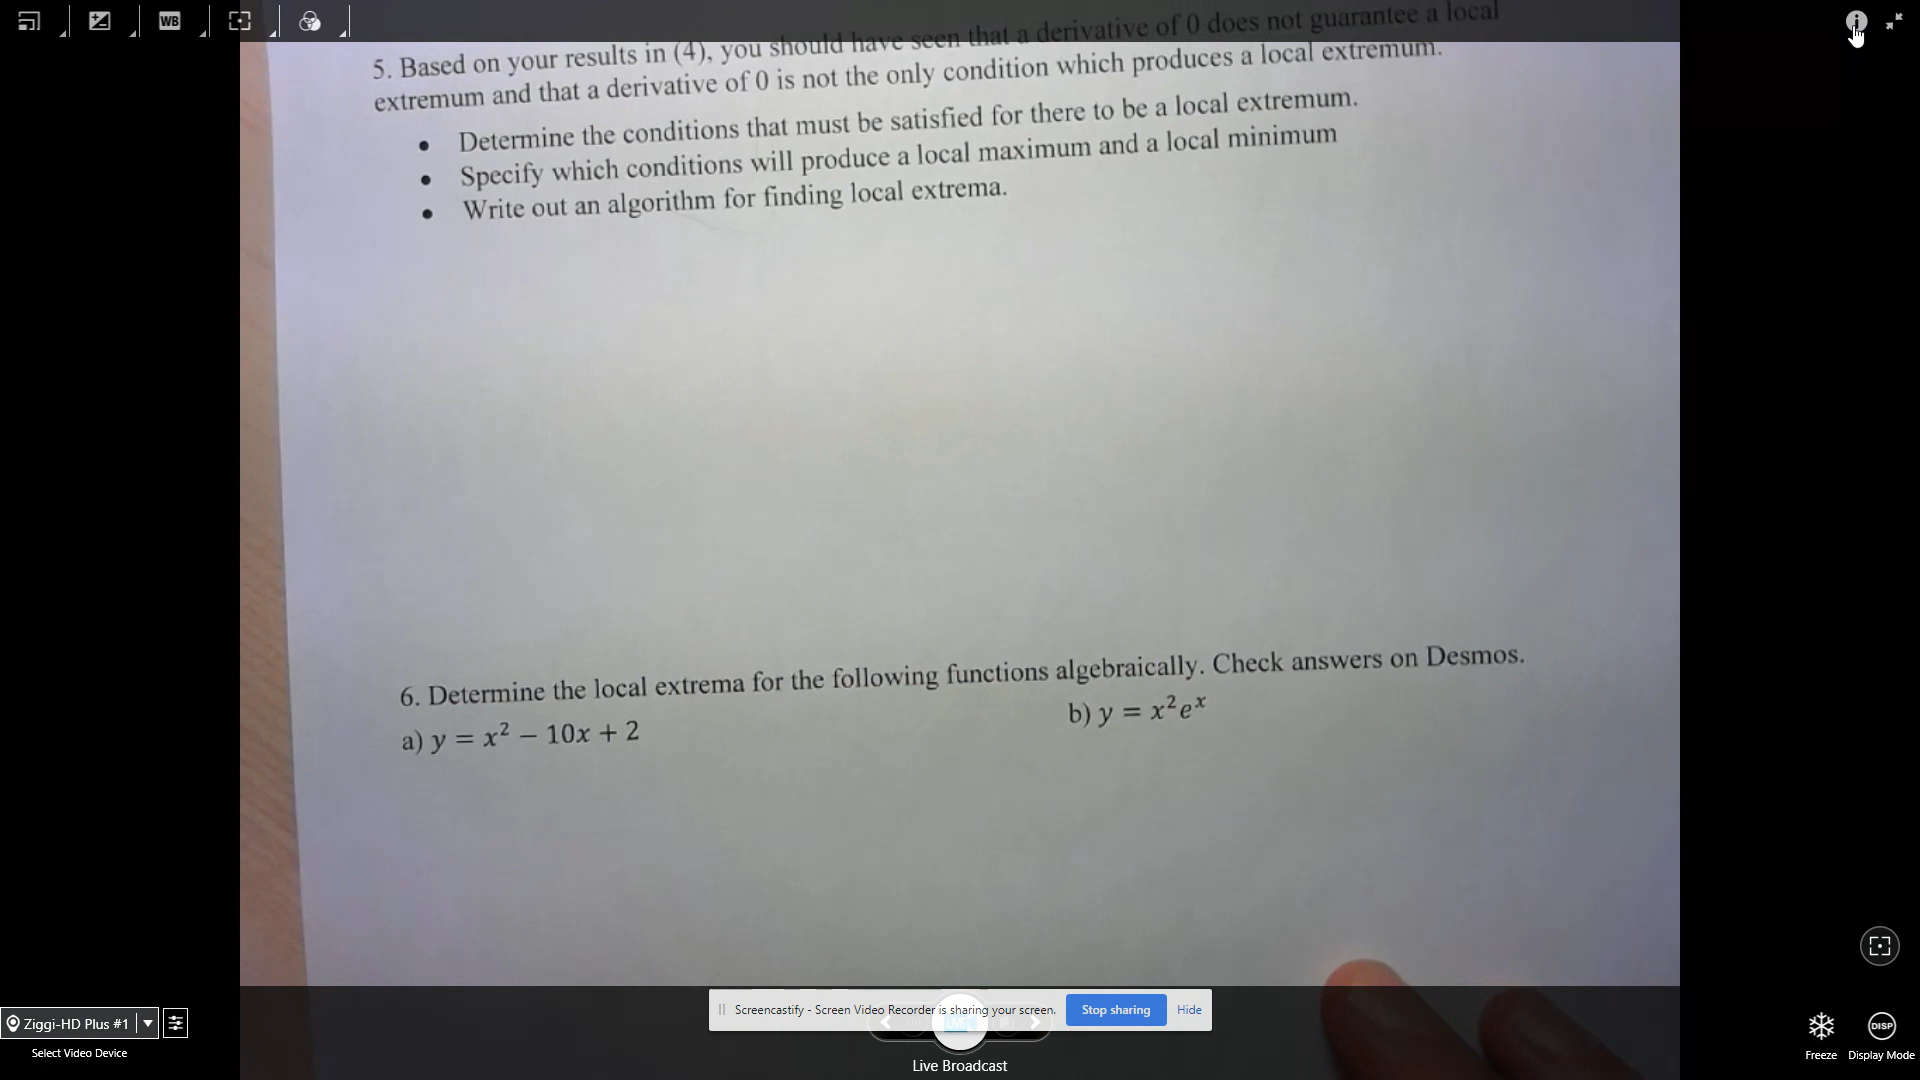 WB
5. Based on your results in (4), you should have seen that a derivative of 0 does not guarantee a local
extremum and that a derivative of 0 is not the only condition which produces a local extremum.
• Determine the conditions that must be satisfied for there to be a local extremum.
• Specify which conditions will produce a local maximum and a local minimum
• Write out an algorithm for finding local extrema.
6. Determine the local extrema for the following functions algebraically. Check answers on Desmos.
a) y = x² − 10x + 2
b) y = x²eˣ
Screencastify - Screen Video Recorder is sharing your screen.
Stop sharing
Hide
Ziggi-HD Plus #1
Select Video Device
Live Broadcast
DISP
Freeze
Display Mode